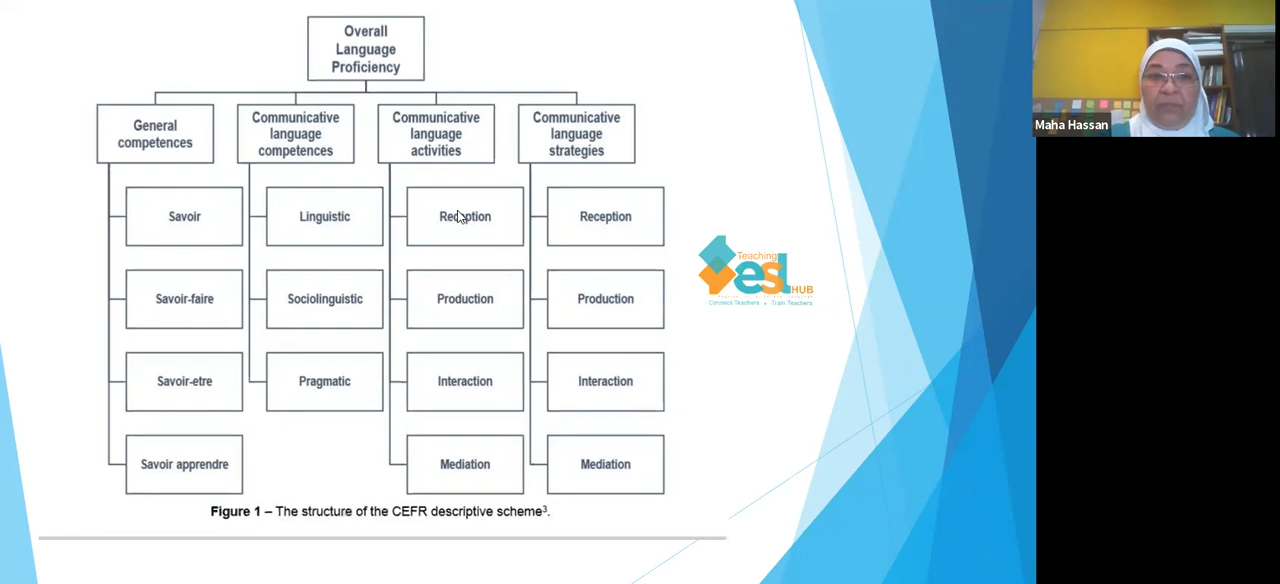 Overall
Language
Proficiency
General
competences
Communicative
language
competences
Communicative
language
activities
Communicative
language
strategies
Savoir
Linguistic
Reception
Reception
Savoir-faire
Sociolinguistic
Production
Production
Savoir-etre
Pragmatic
Interaction
Interaction
Savoir apprendre
Mediation
Mediation
Figure 1 – The structure of the CEFR descriptive scheme³.
Teaching
esl
HUB
Connect Teachers • Train Teachers
Maha Hassan